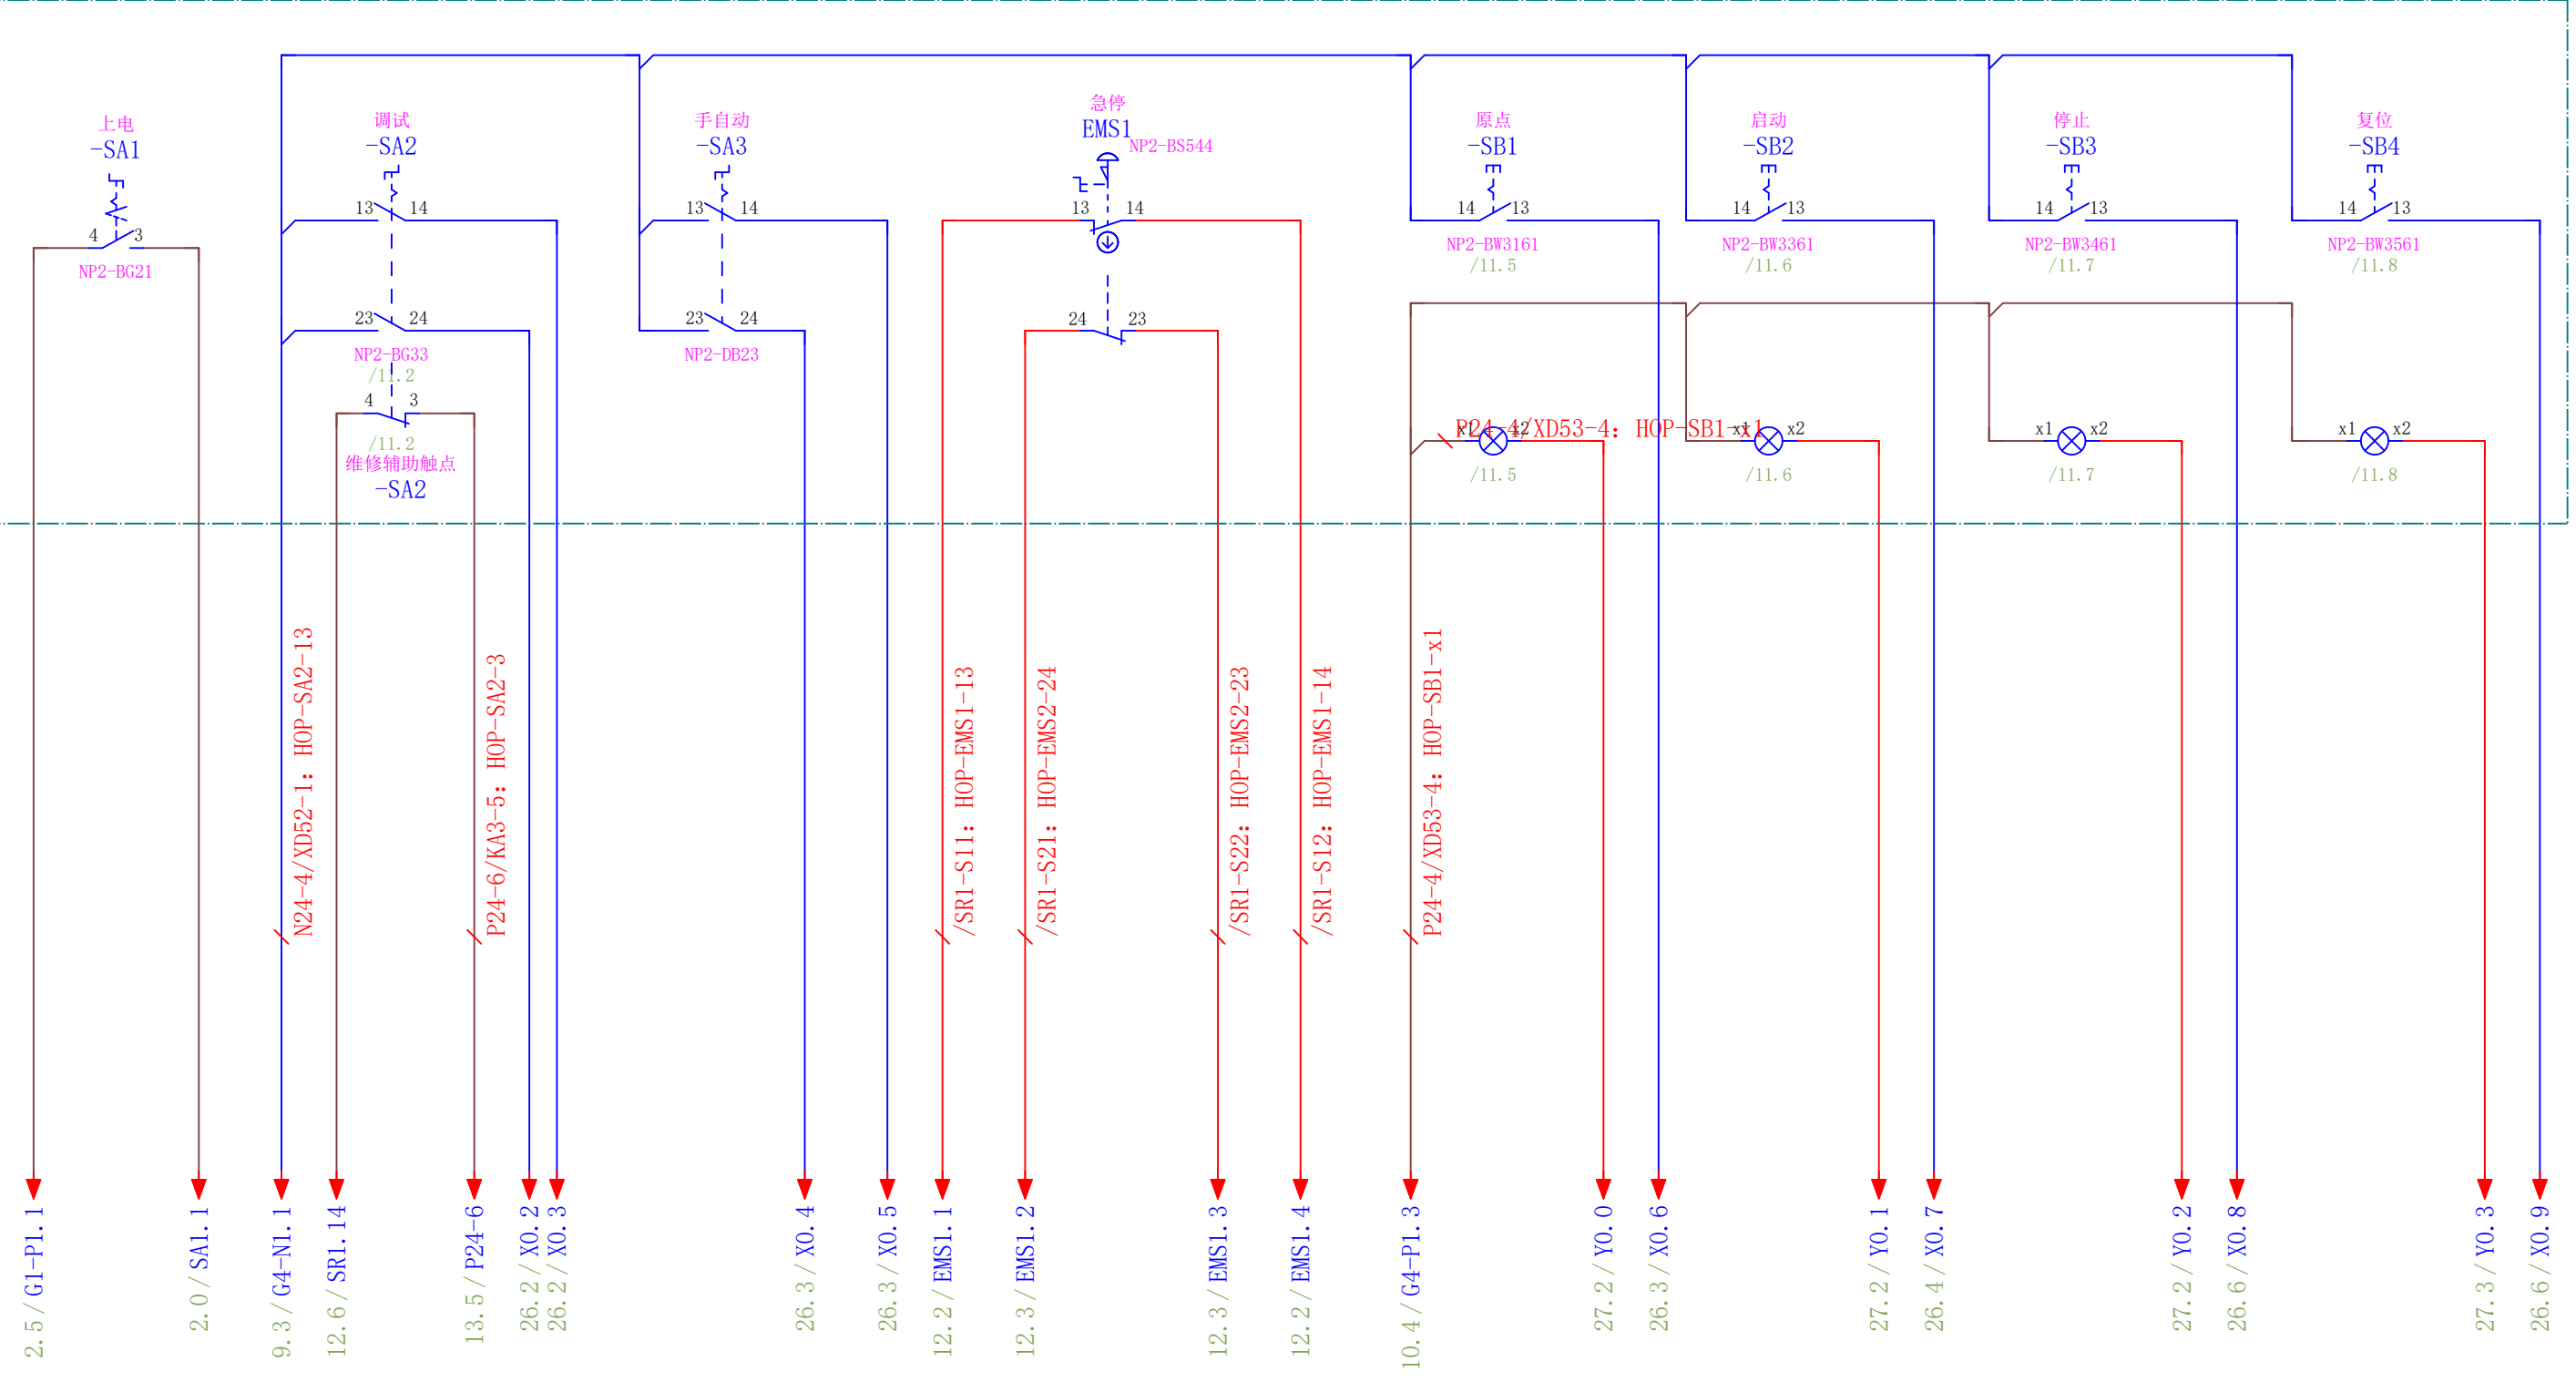 上电
-SA1
4 3
NP2-BG21
调试
-SA2
13 14
23 24
NP2-BG33
/11.2
4 3
/11.2
维修辅助触点
-SA2
手自动
-SA3
13 14
23 24
NP2-DB23
急停
EMS1
NP2-BS544
13 14
24 23
原点
-SB1
14 13
NP2-BW3161
/11.5
启动
-SB2
14 13
NP2-BW3361
/11.6
停止
-SB3
14 13
NP2-BW3461
/11.7
复位
-SB4
14 13
NP2-BW3561
/11.8
P24-4/XD53-4: HOP-SB1-x1
x1 x2
/11.5
x1 x2
/11.6
x1 x2
/11.7
x1 x2
/11.8
N24-4/XD52-1: HOP-SA2-13
P24-6/KA3-5: HOP-SA2-3
/SR1-S11: HOP-EMS1-13
/SR1-S21: HOP-EMS2-24
/SR1-S22: HOP-EMS2-23
/SR1-S12: HOP-EMS1-14
P24-4/XD53-4: HOP-SB1-x1
2.5/G1-P1.1
2.0/SA1.1
9.3/G4-N1.1
12.6/SR1.14
13.5/P24-6
26.2/X0.2
26.2/X0.3
26.3/X0.4
26.3/X0.5
12.2/EMS1.1
12.3/EMS1.2
12.3/EMS1.3
12.2/EMS1.4
10.4/G4-P1.3
27.2/Y0.0
26.3/X0.6
27.2/Y0.1
26.4/X0.7
27.2/Y0.2
26.6/X0.8
27.3/Y0.3
26.6/X0.9